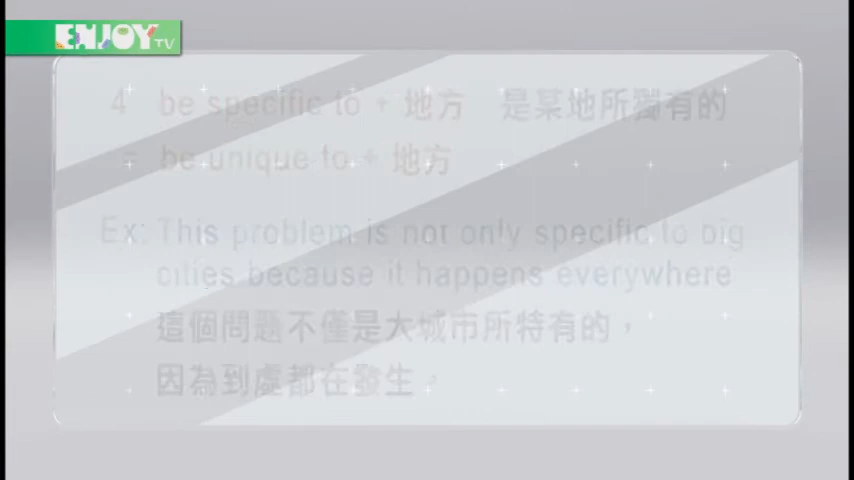 ENJOY TV
4 be specific to + 地方 是某地所獨有的
= be unique to + 地方
Ex: This problem is not only specific to big
cities because it happens everywhere
這個問題不僅是大城市所特有的，
因為到處都在發生。